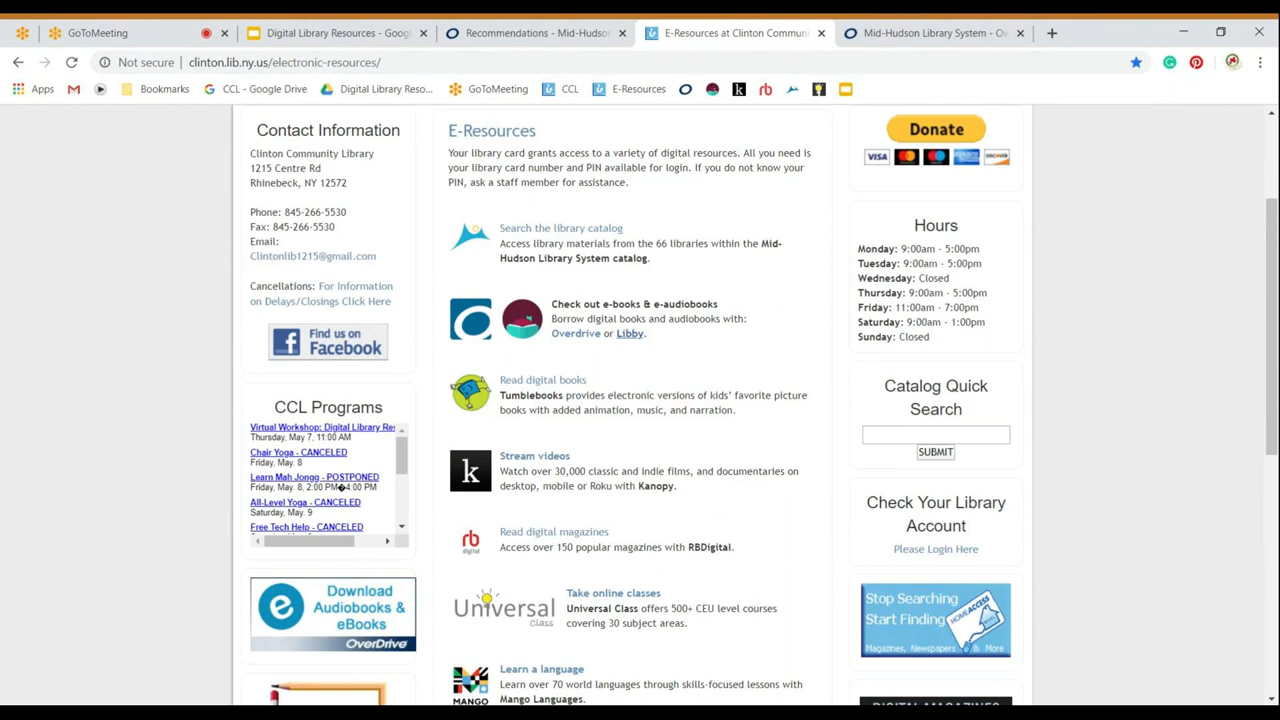 GoToMeeting
Digital Library Resources - Googl
Recommendations - Mid-Hudso
E-Resources at Clinton Commun
Mid-Hudson Library System - Ov
Not secure clinton.lib.ny.us/electronic-resources/
Apps
Bookmarks
CCL - Google Drive
Digital Library Reso...
GoToMeeting
CCL
E-Resources
Contact Information
Clinton Community Library
1215 Centre Rd
Rhinebeck, NY 12572
Phone: 845-266-5530
Fax: 845-266-5530
Email:
Clintonlib1215@gmail.com
Cancellations: For Information
on Delays/Closings Click Here
Find us on
Facebook
CCL Programs
Virtual Workshop: Digital Library Res
Thursday, May 7, 11:00 AM
Chair Yoga - CANCELED
Friday, May. 8
Learn Mah Jongg - POSTPONED
Friday, May. 8, 2:00 PM�4:00 PM
All-Level Yoga - CANCELED
Saturday, May. 9
Free Tech Help - CANCELED
Download
Audiobooks &
eBooks
OverDrive
E-Resources
Your library card grants access to a variety of digital resources. All you need is
your library card number and PIN available for login. If you do not know your
PIN, ask a staff member for assistance.
Search the library catalog
Access library materials from the 66 libraries within the Mid-
Hudson Library System catalog.
Check out e-books & e-audiobooks
Borrow digital books and audiobooks with:
Overdrive or Libby.
Read digital books
Tumblebooks provides electronic versions of kids' favorite picture
books with added animation, music, and narration.
k
Stream videos
Watch over 30,000 classic and indie films, and documentaries on
desktop, mobile or Roku with Kanopy.
rb
digital
Read digital magazines
Access over 150 popular magazines with RBDigital.
Universal
Class
Take online classes
Universal Class offers 500+ CEU level courses
covering 30 subject areas.
MANGO
Learn a language
Learn over 70 world languages through skills-focused lessons with
Mango Languages.
Donate
VISA
DISCOVER
Hours
Monday: 9:00am - 5:00pm
Tuesday: 9:00am - 5:00pm
Wednesday: Closed
Thursday: 9:00am - 5:00pm
Friday: 11:00am - 7:00pm
Saturday: 9:00am - 1:00pm
Sunday: Closed
Catalog Quick
Search
SUBMIT
Check Your Library
Account
Please Login Here
Stop Searching
Start Finding
HOMEACCESS
Magazines, Newspapers & More
DIGITAL MAGAZINES